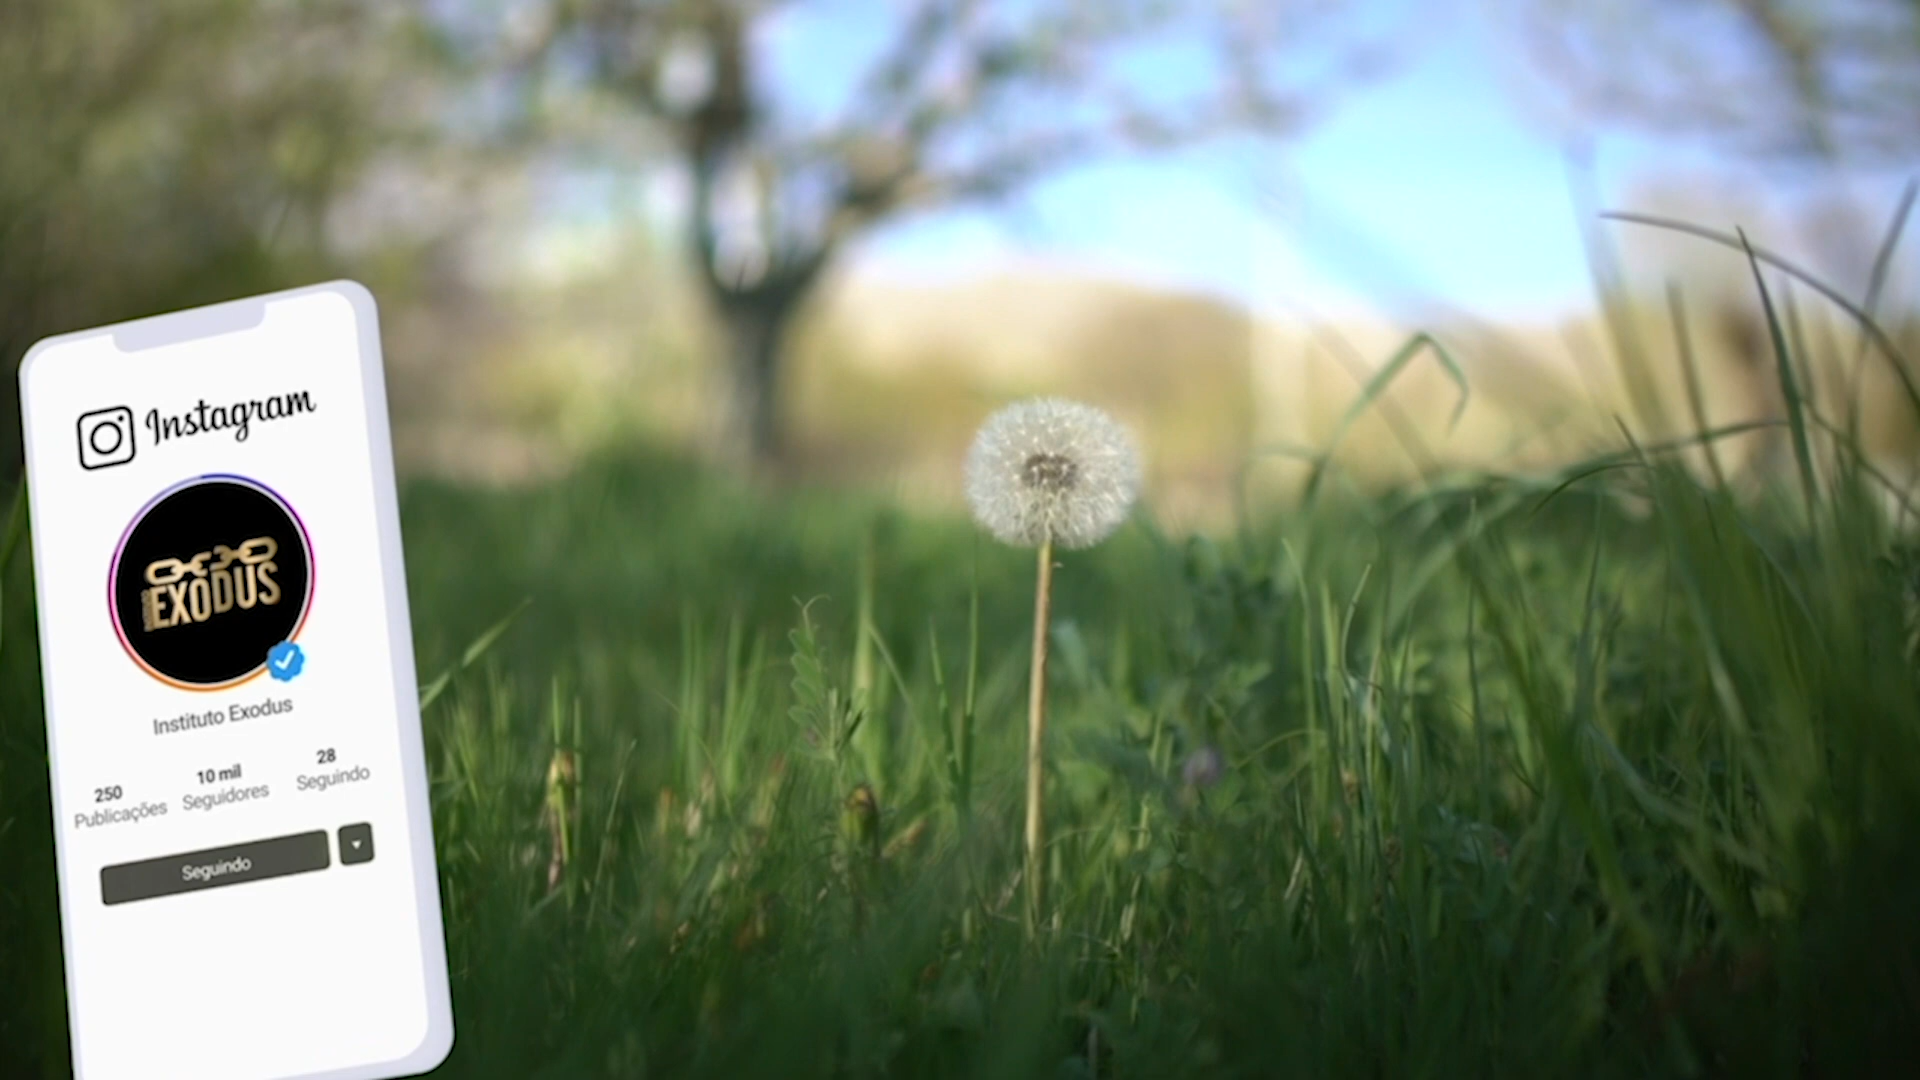 Instagram
EXODUS
Instituto Exodus
250
Publicações
10 mil
Seguidores
28
Seguindo
Seguindo